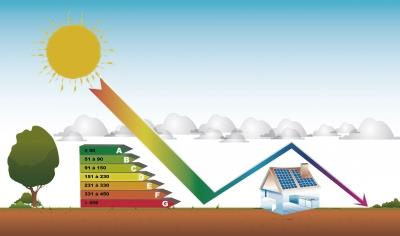 ≤ 50 A
51 à 90 B
91 à 150 C
151 à 230 D
231 à 330 E
331 à 450 F
> 450 G